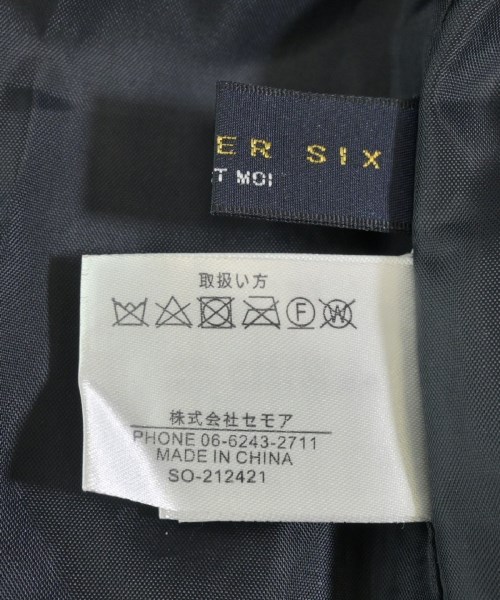 ER SIX
T MOI
取扱い方
F W
株式会社セモア
PHONE 06-6243-2711
MADE IN CHINA
SO-212421